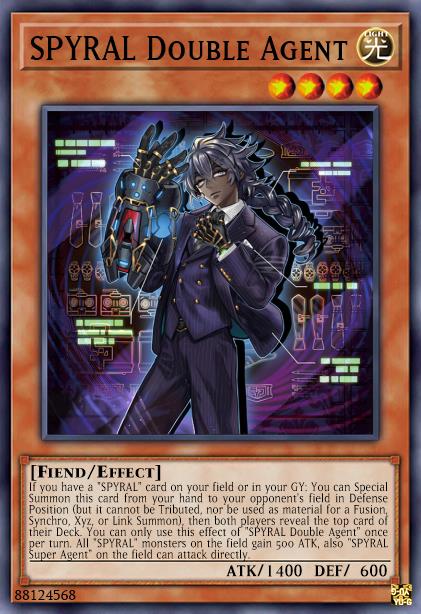 SPYRAL Double Agent
LIGHT
光
[Fiend/Effect]
If you have a "SPYRAL" card on your field or in your GY: You can Special
Summon this card from your hand to your opponent's field in Defense
Position (but it cannot be Tributed, nor be used as material for a Fusion,
Synchro, Xyz, or Link Summon), then both players reveal the top card of
their Deck. You can only use this effect of "SPYRAL Double Agent" once
per turn. All "SPYRAL" monsters on the field gain 500 ATK, also "SPYRAL
Super Agent" on the field can attack directly.
ATK/1400 DEF/ 600
88124568